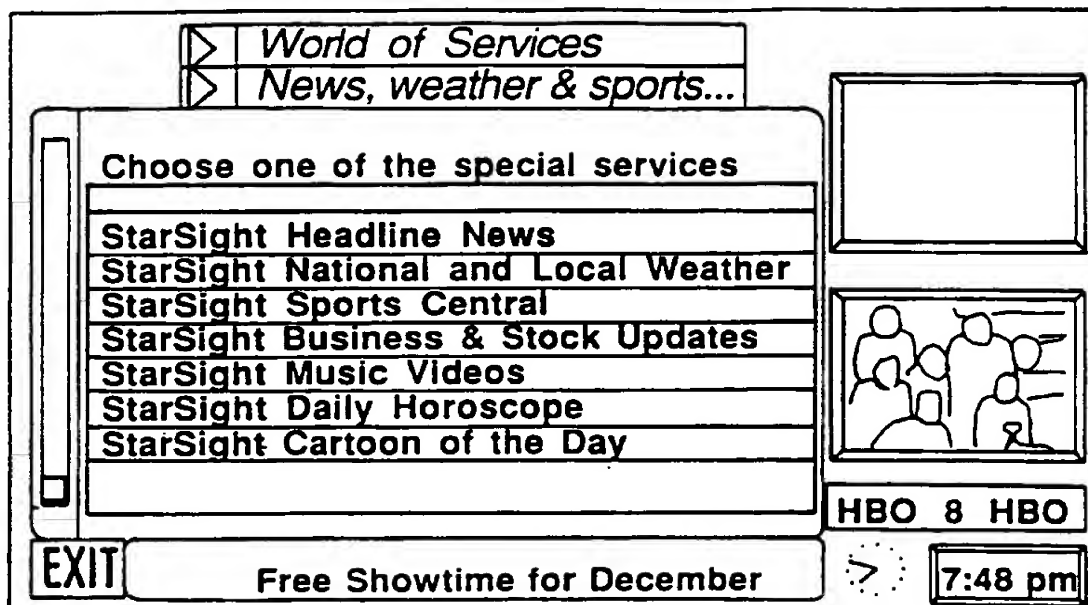 World of Services
News, weather & sports...
Choose one of the special services
StarSight Headline News
StarSight National and Local Weather
StarSight Sports Central
StarSight Business & Stock Updates
StarSight Music Videos
StarSight Daily Horoscope
StarSight Cartoon of the Day
HBO 8 HBO
EXIT
Free Showtime for December
7:48 pm